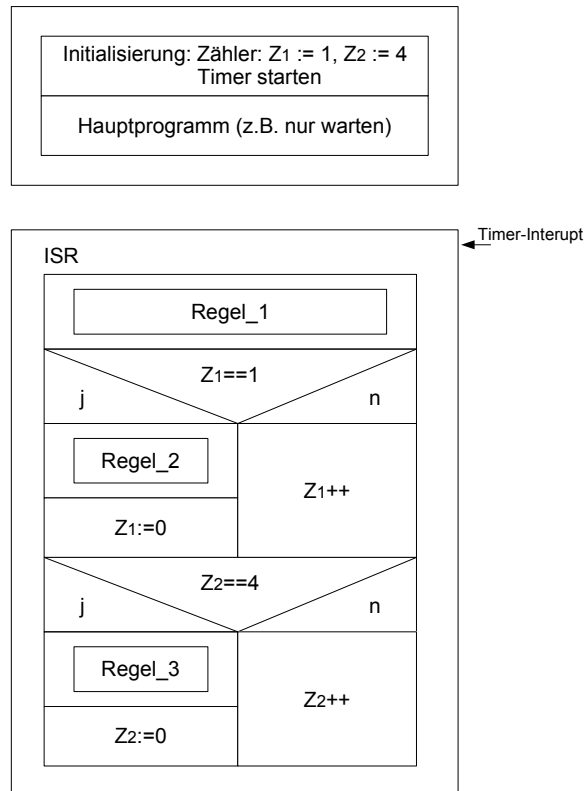 Initialisierung: Zähler: Z1 := 1, Z2 := 4
Timer starten
Hauptprogramm (z.B. nur warten)
Timer-Interupt
ISR
Regel_1
Z1==1
j
n
Regel_2
Z1++
Z1:=0
Z2==4
j
n
Regel_3
Z2++
Z2:=0